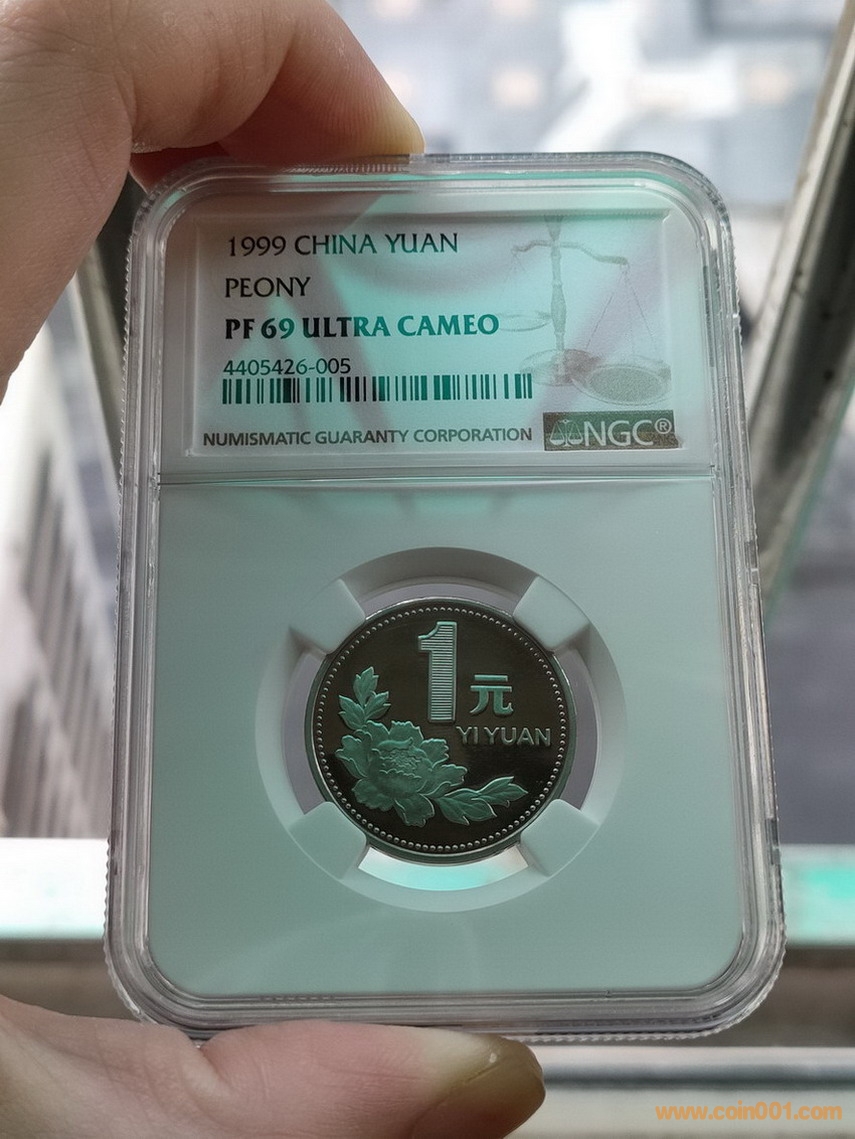 1999 CHINA YUAN
PEONY
PF 69 ULTRA CAMEO
4405426-005
NUMISMATIC GUARANTY CORPORATION
NGC®
1元
YI YUAN
www.coin001.com